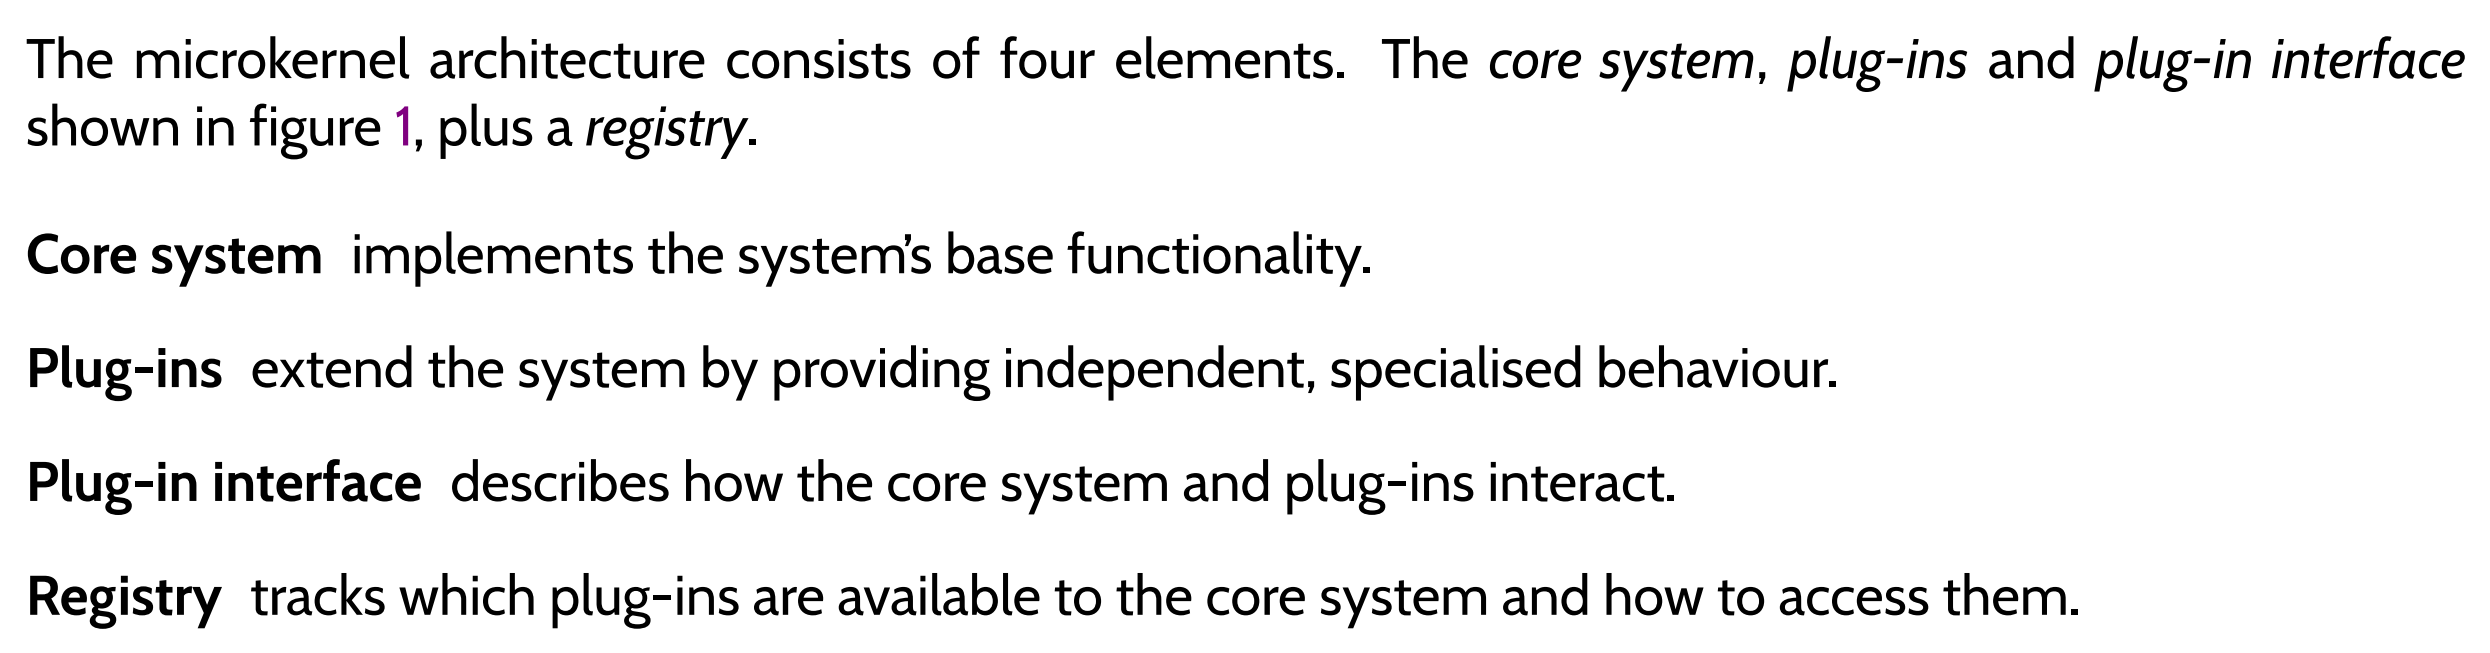 The microkernel architecture consists of four elements. The core system, plug-ins and plug-in interface
shown in figure 1, plus a registry.
Core system implements the system's base functionality.
Plug-ins extend the system by providing independent, specialised behaviour.
Plug-in interface describes how the core system and plug-ins interact.
Registry tracks which plug-ins are available to the core system and how to access them.